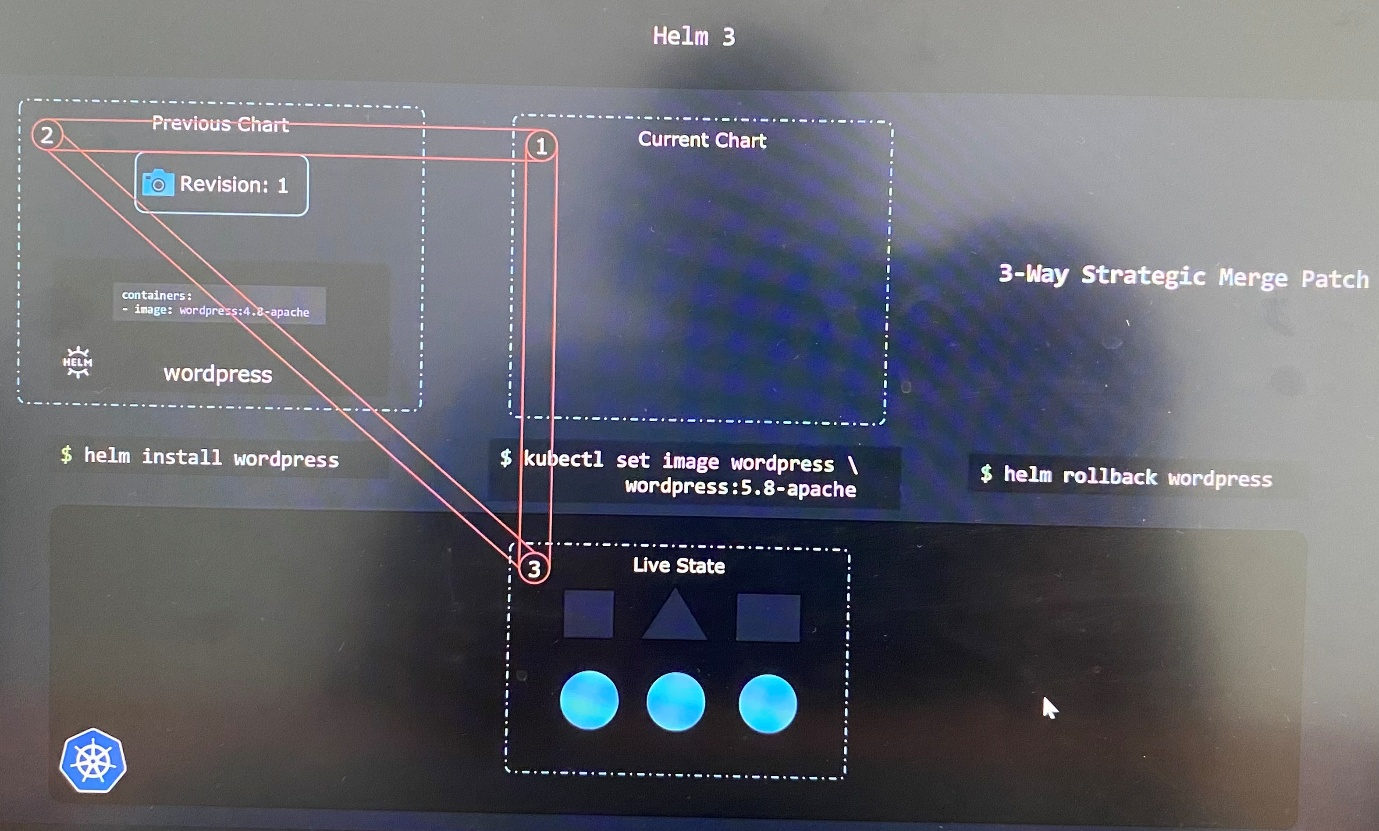 Helm 3
2
Previous Chart
1
Current Chart
Revision: 1
3-Way Strategic Merge Patch
containers:
- image: wordpress:4.8-apache
HELM
wordpress
$ helm install wordpress
$ kubectl set image wordpress \
wordpress:5.8-apache
$ helm rollback wordpress
3
Live State